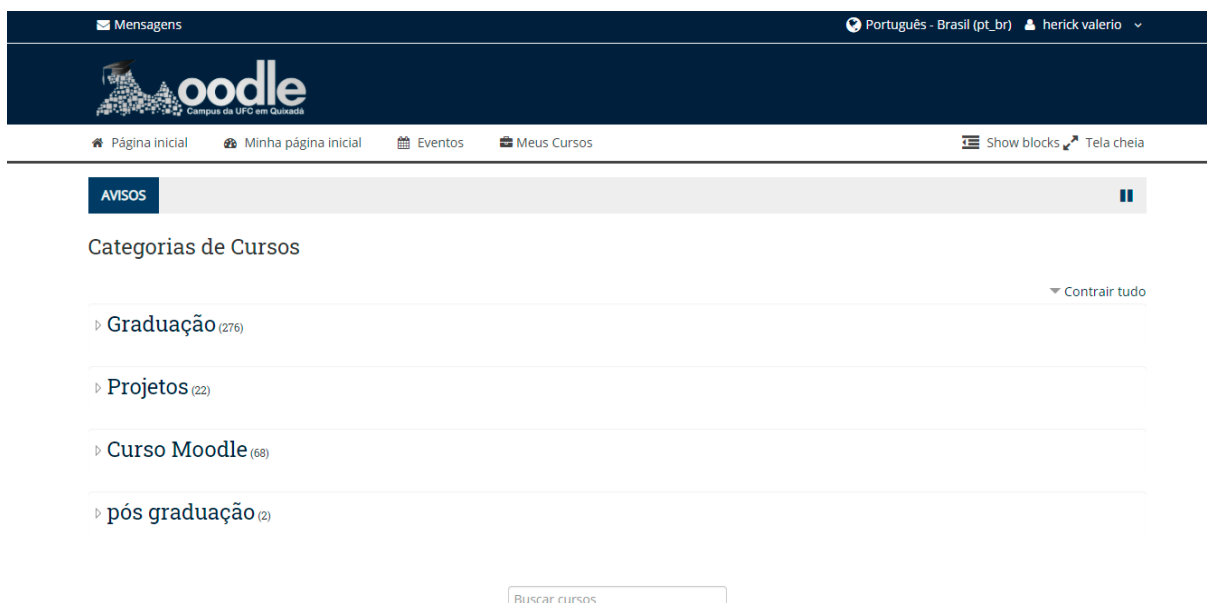 Mensagens Português - Brasil (pt_br) herick valerio
Moodle
Campus da UFC em Quixadá
Página inicial Minha página inicial Eventos Meus Cursos Show blocks Tela cheia
AVISOS
Categorias de Cursos
Contrair tudo
Graduação (276)
Projetos (22)
Curso Moodle (68)
pós graduação (2)
Buscar cursos